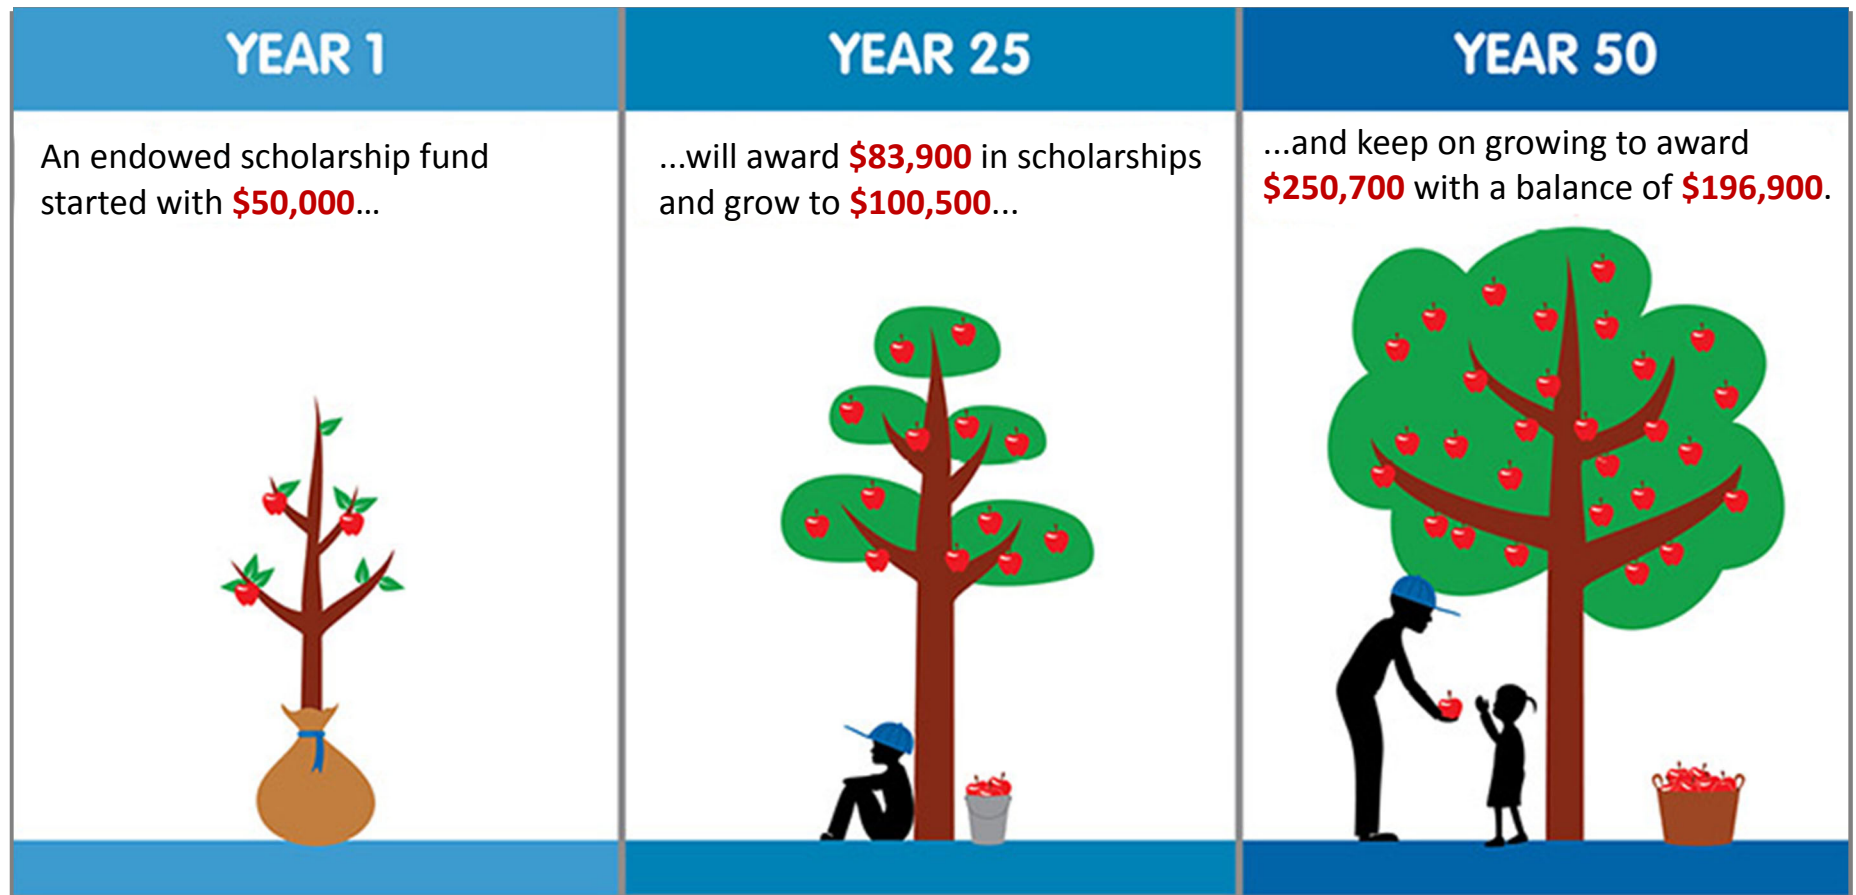 YEAR 1
An endowed scholarship fund
started with $50,000...
YEAR 25
...will award $83,900 in scholarships
and grow to $100,500...
YEAR 50
...and keep on growing to award
$250,700 with a balance of $196,900.